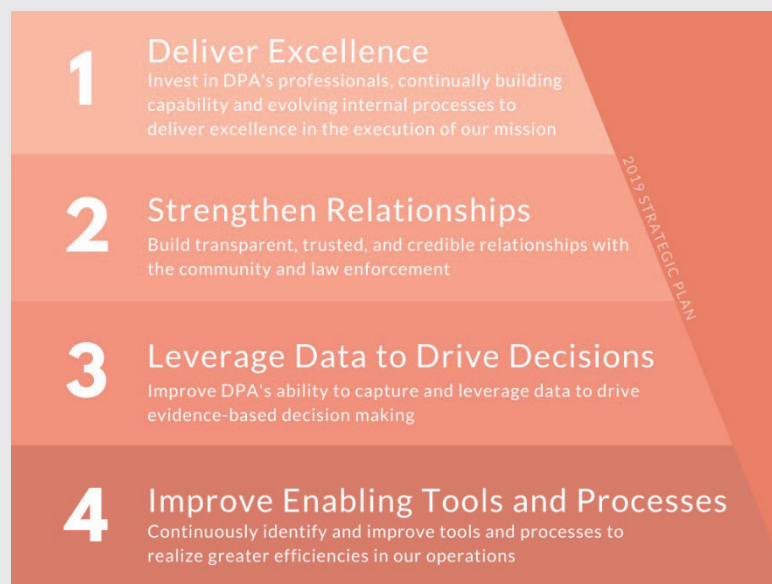 1
Deliver Excellence
Invest in DPA's professionals, continually building
capability and evolving internal processes to
deliver excellence in the execution of our mission
2
Strengthen Relationships
Build transparent, trusted, and credible relationships with
the community and law enforcement
2019 STRATEGIC PLAN
3
Leverage Data to Drive Decisions
Improve DPA's ability to capture and leverage data to drive
evidence-based decision making
4
Improve Enabling Tools and Processes
Continuously identify and improve tools and processes to
realize greater efficiencies in our operations